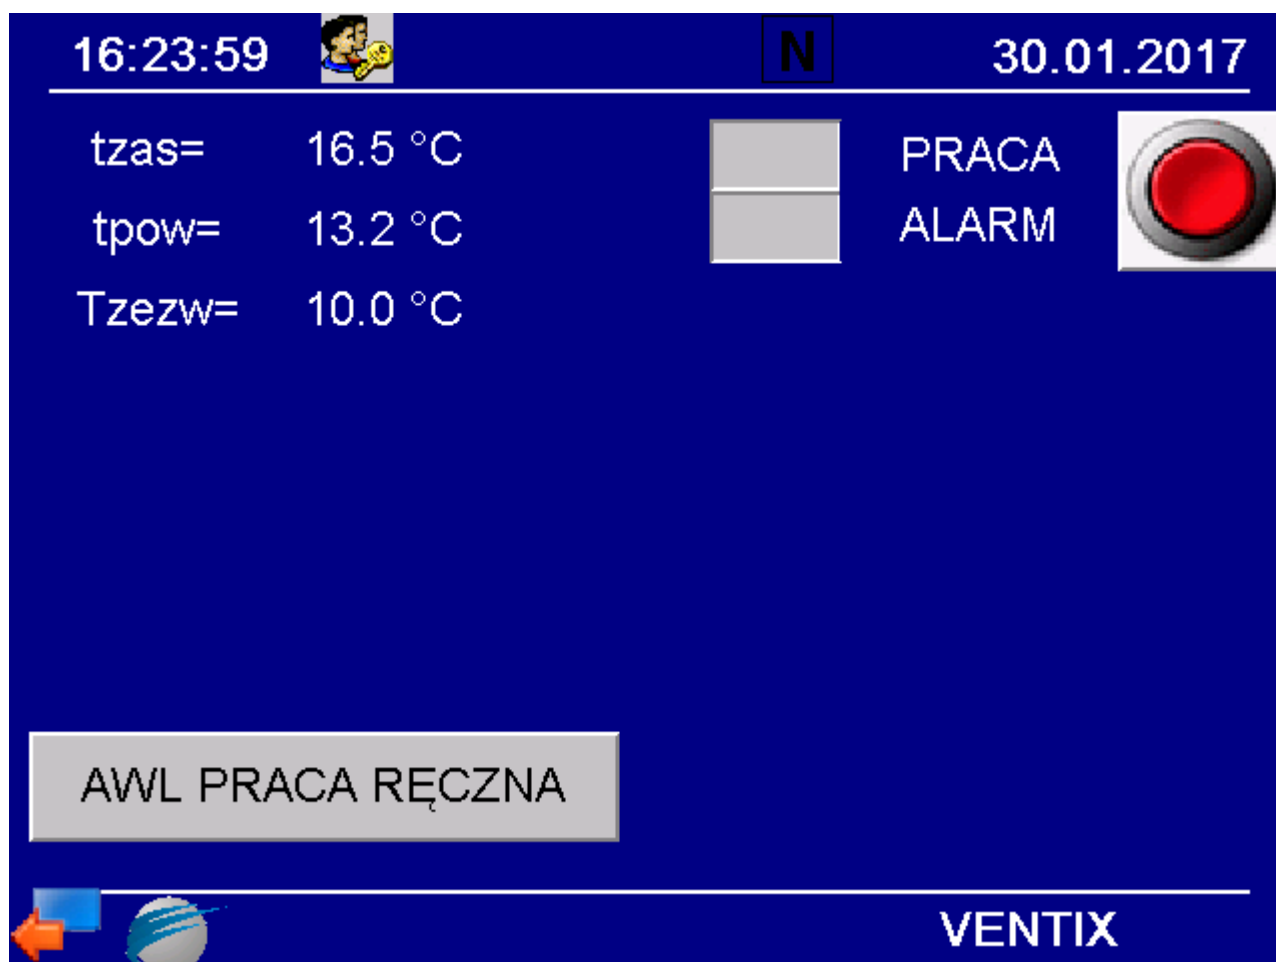 16:23:59 N 30.01.2017
tzas= 16.5 °C PRACA
tpow= 13.2 °C ALARM
Tzezw= 10.0 °C
AWL PRACA RĘCZNA
VENTIX